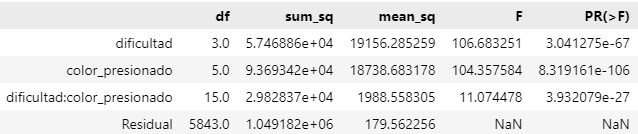 df sum_sq mean_sq F PR(>F)
dificultad 3.0 5.746886e+04 19156.285259 106.683251 3.041275e-67
color_presionado 5.0 9.369342e+04 18738.683178 104.357584 8.319161e-106
dificultad:color_presionado 15.0 2.982837e+04 1988.558305 11.074478 3.932079e-27
Residual 5843.0 1.049182e+06 179.562256 NaN NaN